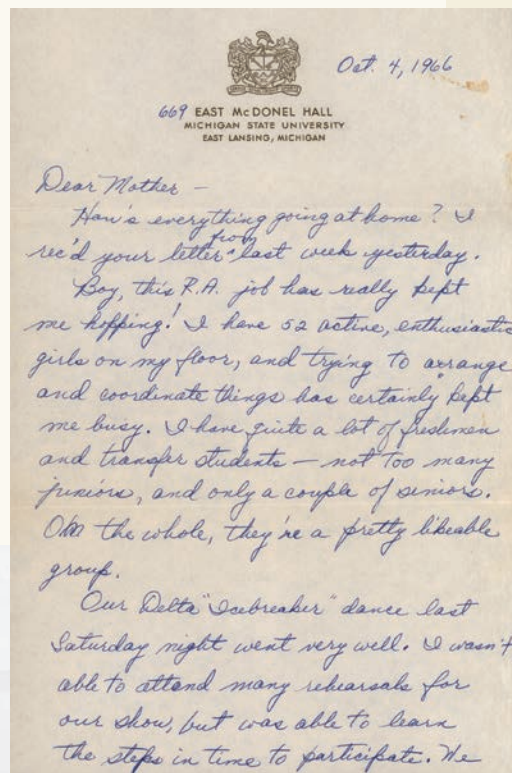 Oct. 4, 1966
669 EAST McDONEL HALL
MICHIGAN STATE UNIVERSITY
EAST LANSING, MICHIGAN
Dear Mother –
How's everything going at home? I
rec'd your letter from last week yesterday.
Boy, this R.A. job has really kept
me hopping! I have 52 active, enthusiastic
girls on my floor, and trying to arrange
and coordinate things has certainly kept
me busy. I have quite a lot of freshmen
and transfer students – not too many
juniors, and only a couple of seniors.
On the whole, they're a pretty likeable
group.
Our Delta "Icebreaker" dance last
Saturday night went very well. I wasn't
able to attend many rehearsals for
our show, but was able to learn
the steps in time to participate. We